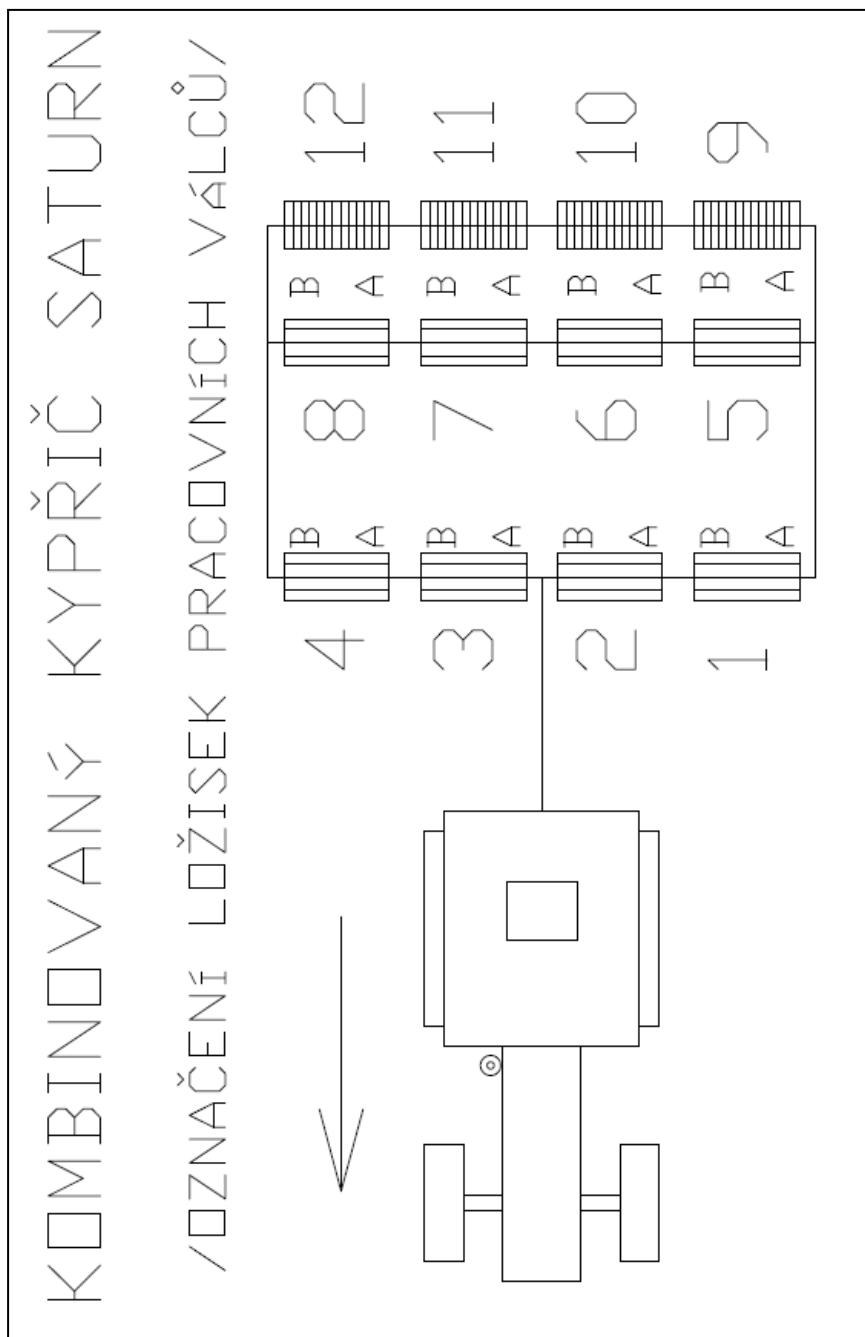 KOMBINOVANÝ KYPŘIČ SATURN
/OZNAČENÍ LOŽISEK PRACOVNÍCH VÁLCŮ/
4 B A 8 B A 12
3 B A 7 B A 11
2 B A 6 B A 10
1 B A 5 B A 9